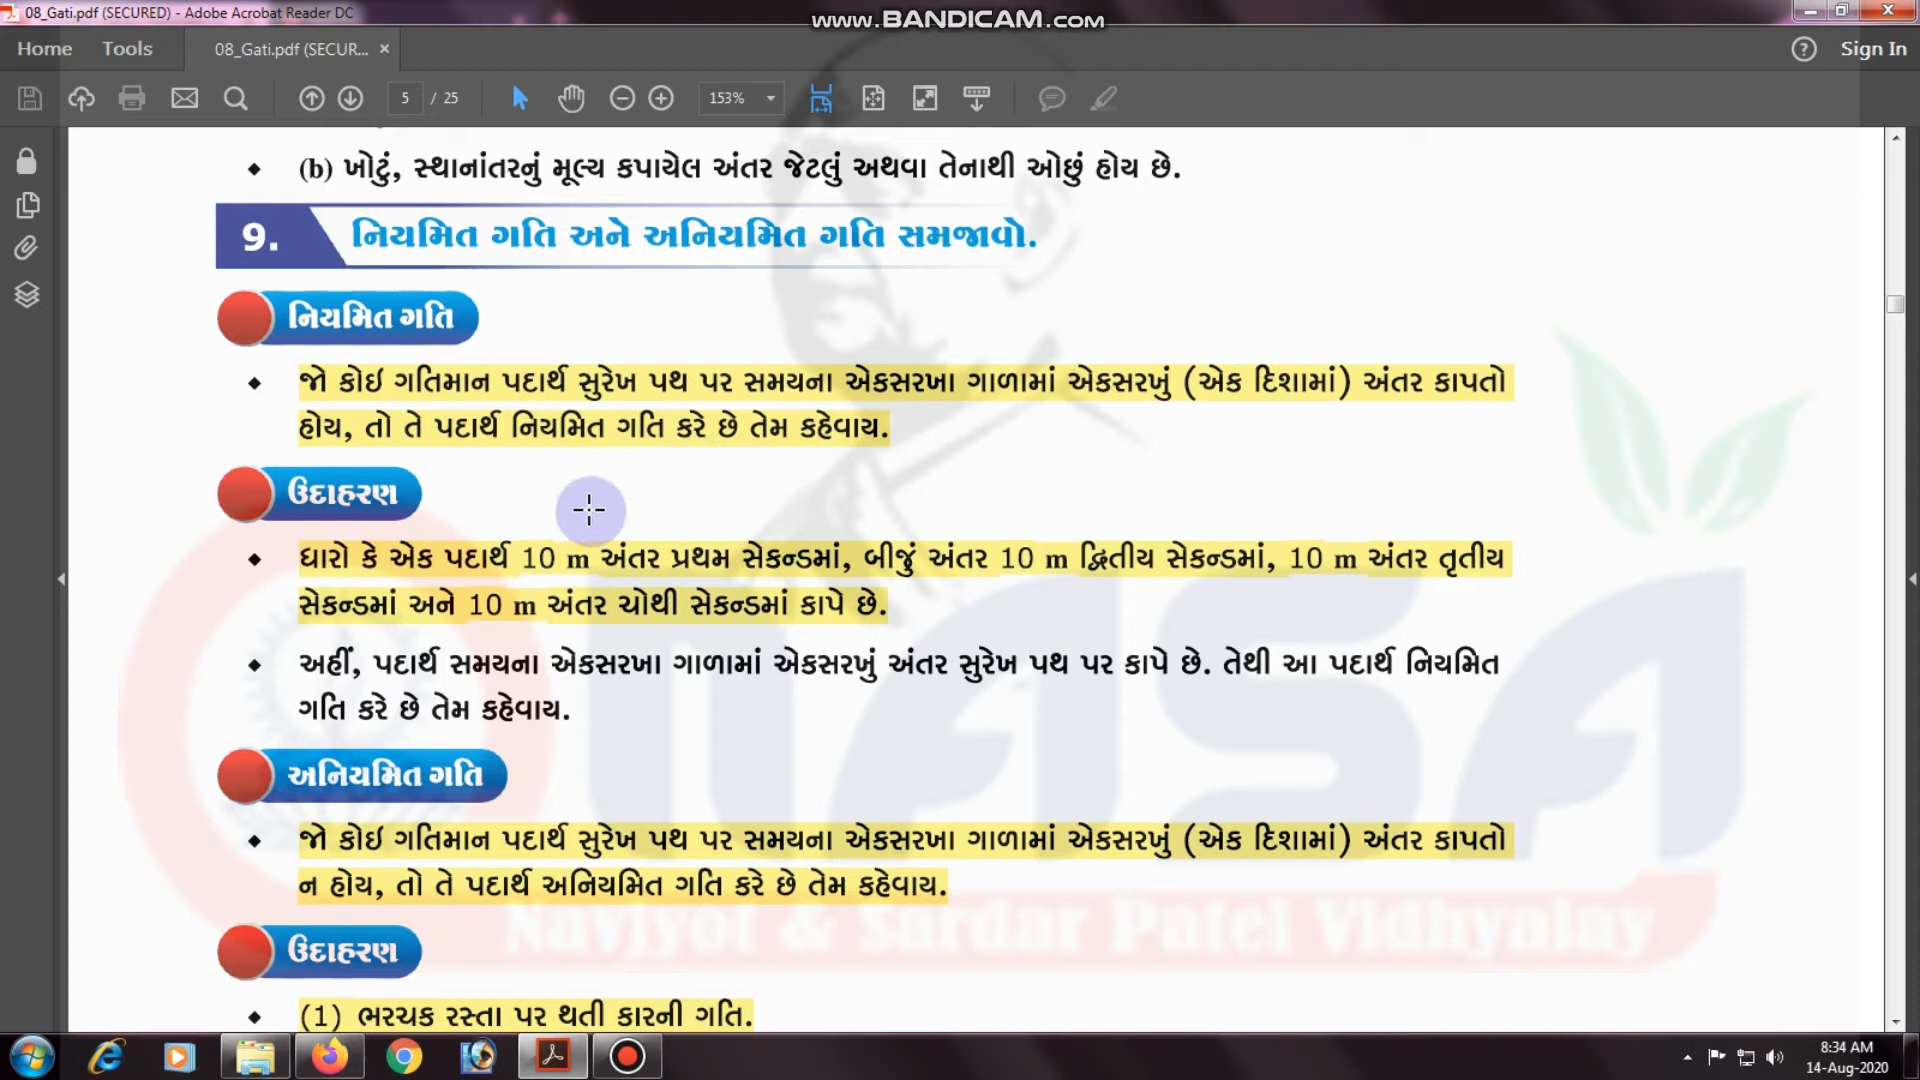 08_Gati.pdf (SECURED) - Adobe Acrobat Reader DC
www.BANDICAM.com
Home
Tools
08_Gati.pdf (SECUR...
Sign In
5 / 25
153%
(b) ખોટું, સ્થાનાંતરનું મૂલ્ય કપાયેલ અંતર જેટલું અથવા તેનાથી ઓછું હોય છે.
9. નિયમિત ગતિ અને અનિયમિત ગતિ સમજાવો.
નિયમિત ગતિ
જો કોઇ ગતિમાન પદાર્થ સુરેખ પથ પર સમયના એકસરખા ગાળામાં એકસરખું (એક દિશામાં) અંતર કાપતો
હોય, તો તે પદાર્થ નિયમિત ગતિ કરે છે તેમ કહેવાય.
ઉદાહરણ
ધારો કે એક પદાર્થ 10 m અંતર પ્રથમ સેકન્ડમાં, બીજું અંતર 10 m દ્વિતીય સેકન્ડમાં, 10 m અંતર તૃતીય
સેકન્ડમાં અને 10 m અંતર ચોથી સેકન્ડમાં કાપે છે.
અહીં, પદાર્થ સમયના એકસરખા ગાળામાં એકસરખું અંતર સુરેખ પથ પર કાપે છે. તેથી આ પદાર્થ નિયમિત
ગતિ કરે છે તેમ કહેવાય.
અનિયમિત ગતિ
જો કોઇ ગતિમાન પદાર્થ સુરેખ પથ પર સમયના એકસરખા ગાળામાં એકસરખું (એક દિશામાં) અંતર કાપતો
ન હોય, તો તે પદાર્થ અનિયમિત ગતિ કરે છે તેમ કહેવાય.
Navjyot & Sardar Patel Vidhyalay
ઉદાહરણ
(1) ભરચક રસ્તા પર થતી કારની ગતિ.
8:34 AM
14-Aug-2020